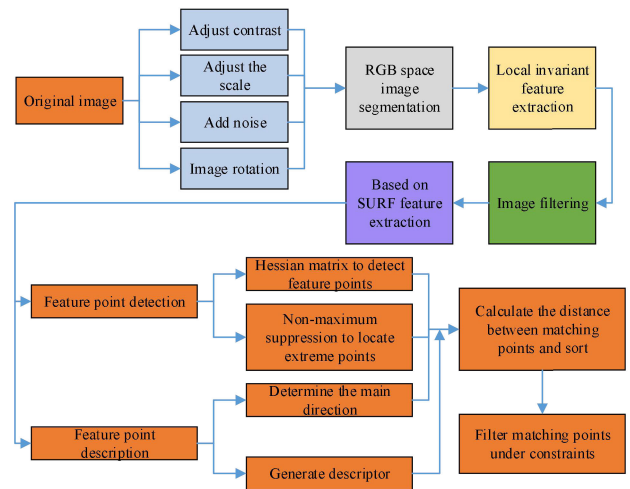 Original image
Adjust contrast
Adjust the
scale
Add noise
Image rotation
RGB space
image
segmentation
Local invariant
feature
extraction
Image filtering
Based on
SURF feature
extraction
Feature point detection
Hessian matrix to detect
feature points
Non-maximum
suppression to locate
extreme points
Feature point
description
Determine the main
direction
Generate descriptor
Calculate the distance
between matching
points and sort
Filter matching points
under constraints